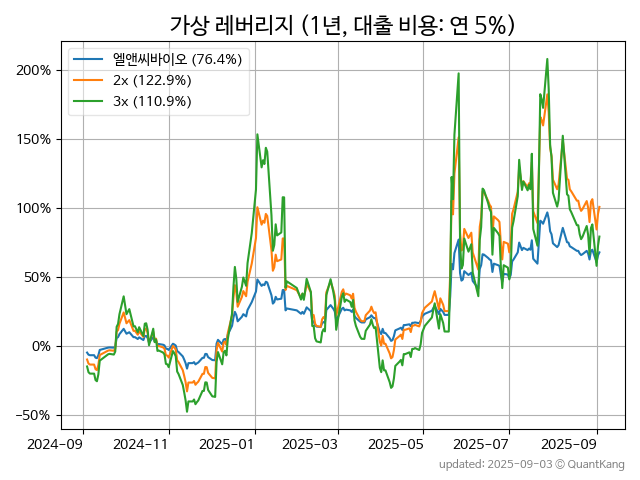 가상 레버리지 (1년, 대출 비용: 연 5%)
엘앤씨바이오 (76.4%)
2x (122.9%)
3x (110.9%)
200%
150%
100%
50%
0%
−50%
2024-09 2024-11 2025-01 2025-03 2025-05 2025-07 2025-09
updated: 2025-09-03 © QuantKang